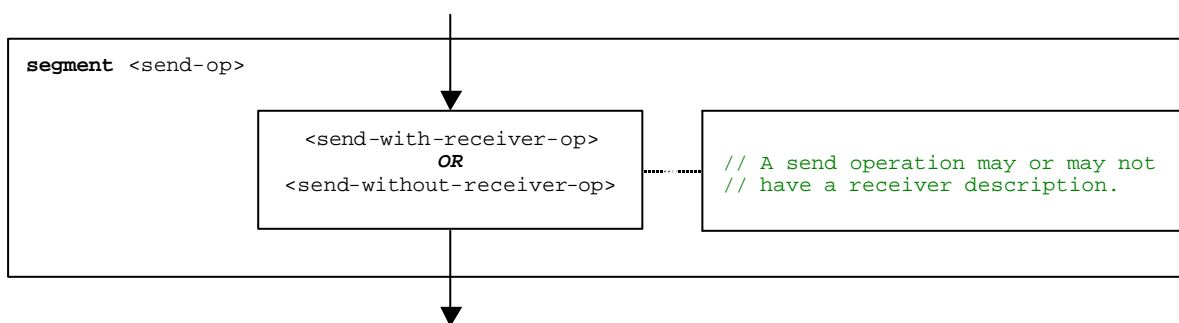 segment <send-op>
<send-with-receiver-op>
OR
<send-without-receiver-op>
// A send operation may or may not
// have a receiver description.